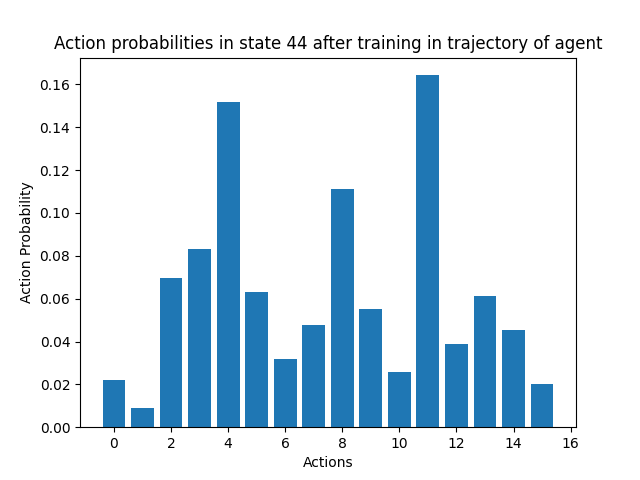 Action probabilities in state 44 after training in trajectory of agent
0.16
0.14
0.12
0.10
0.08
0.06
0.04
0.02
0.00
Action Probability
0 2 4 6 8 10 12 14 16
Actions